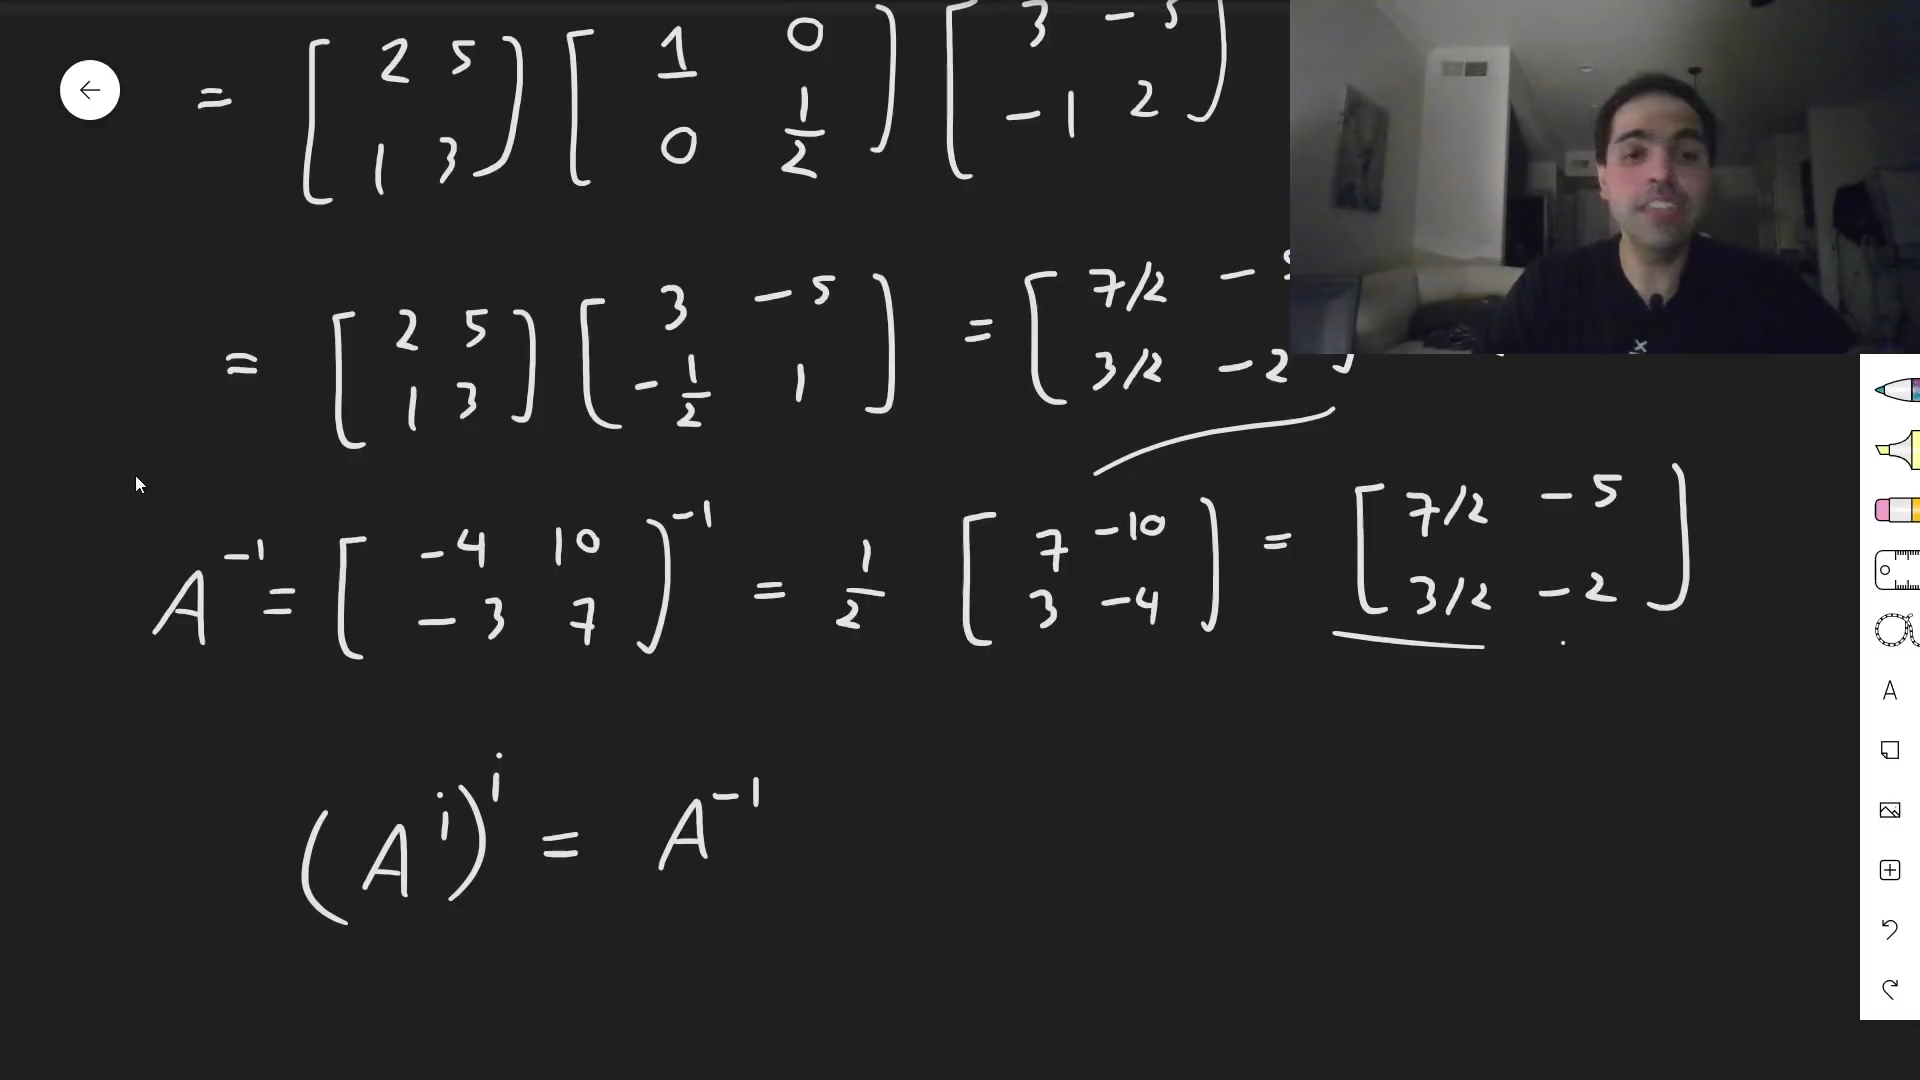 = [ 2 5 ] [ 1 0 ] [ 3 - 5 ]
1 3 0 1/2 - 1 2
= [ 2 5 ] [ 3 - 5 ] = [ 7/2 -
1 3 - 1/2 1 3/2 - 2 ]
A^-1 = [ - 4 10 ]^-1 = 1/2 [ 7 - 10 ] = [ 7/2 - 5 ]
- 3 7 3 - 4 3/2 - 2
(A^i)^i = A^-1
A